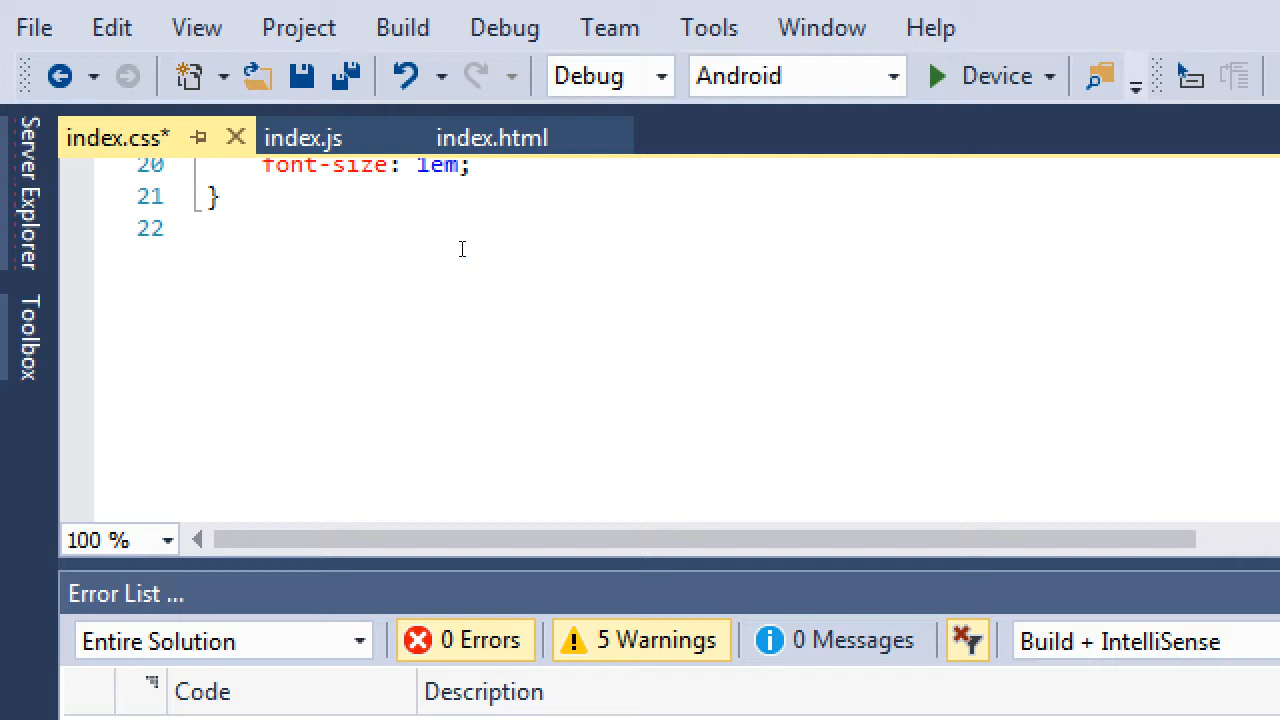 File Edit View Project Build Debug Team Tools Window Help
Debug Android Device
Server Explorer
Toolbox
index.css* index.js index.html
20 font-size: 1em;
21 }
22
100 %
Error List ...
Entire Solution 0 Errors 5 Warnings 0 Messages Build + IntelliSense
Code Description